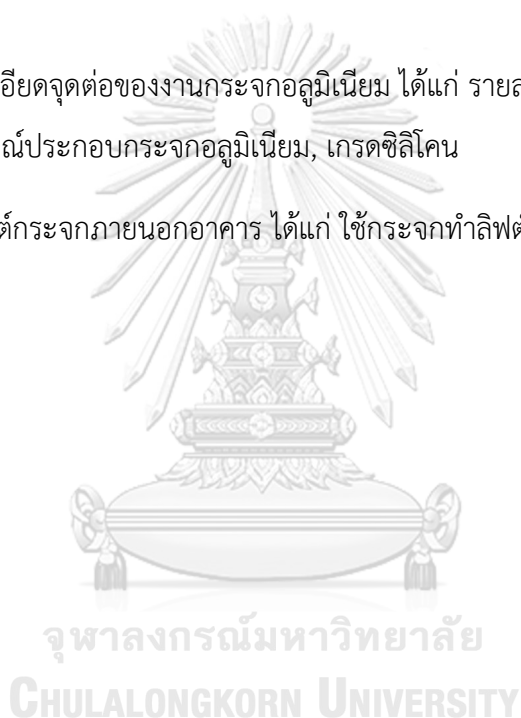 อียดจุดต่อของงานกระจกอลูมิเนียม ได้แก่ รายล
ณ์ประกอบกระจกอลูมิเนียม, เกรดซิลิโคน
ต์กระจกภายนอกอาคาร ได้แก่ ใช้กระจกทำลิฟต์
จุฬาลงกรณ์มหาวิทยาลัย
CHULALONGKORN UNIVERSITY